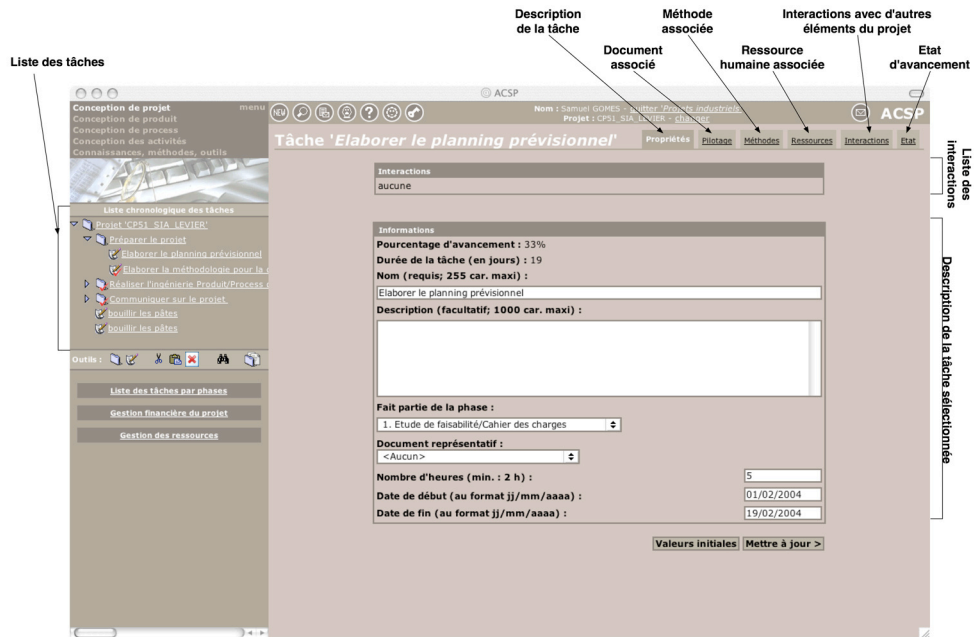 Description
de la tâche
Méthode
associée
Interactions avec d'autres
éléments du projet
Document
associé
Ressource
humaine associée
Etat
d'avancement
Liste des tâches
ACSP
Conception de projet
menu
Conception de produit
Conception de process
Conception des activités
Connaissances, méthodes, outils
NEW
Nom : Samuel GOMES - quitter 'Projets industriels'
Projet : CP51_SIA_LEVIER - changer
ACSP
Tâche 'Elaborer le planning prévisionnel'
Propriétés Pilotage Méthodes Ressources Interactions Etat
Liste des
interactions
Interactions
aucune
Liste chronologique des tâches
Projet 'CP51_SIA_LEVIER'
Préparer le projet
Elaborer le planning prévisionnel
Elaborer la méthodologie pour la
Réaliser l'ingénierie Produit/Process
Communiquer sur le projet
bouillir les pâtes
bouillir les pâtes
Outils :
Liste des tâches par phases
Gestion financière du projet
Gestion des ressources
Informations
Pourcentage d'avancement : 33%
Durée de la tâche (en jours) : 19
Nom (requis; 255 car. maxi) :
Elaborer le planning prévisionnel
Description (facultatif; 1000 car. maxi) :
Fait partie de la phase :
1. Etude de faisabilité/Cahier des charges
Document représentatif :
<Aucun>
Nombre d'heures (min. : 2 h) :
5
Date de début (au format jj/mm/aaaa) :
01/02/2004
Date de fin (au format jj/mm/aaaa) :
19/02/2004
Valeurs initiales Mettre à jour >
Description de la tâche sélectionnée